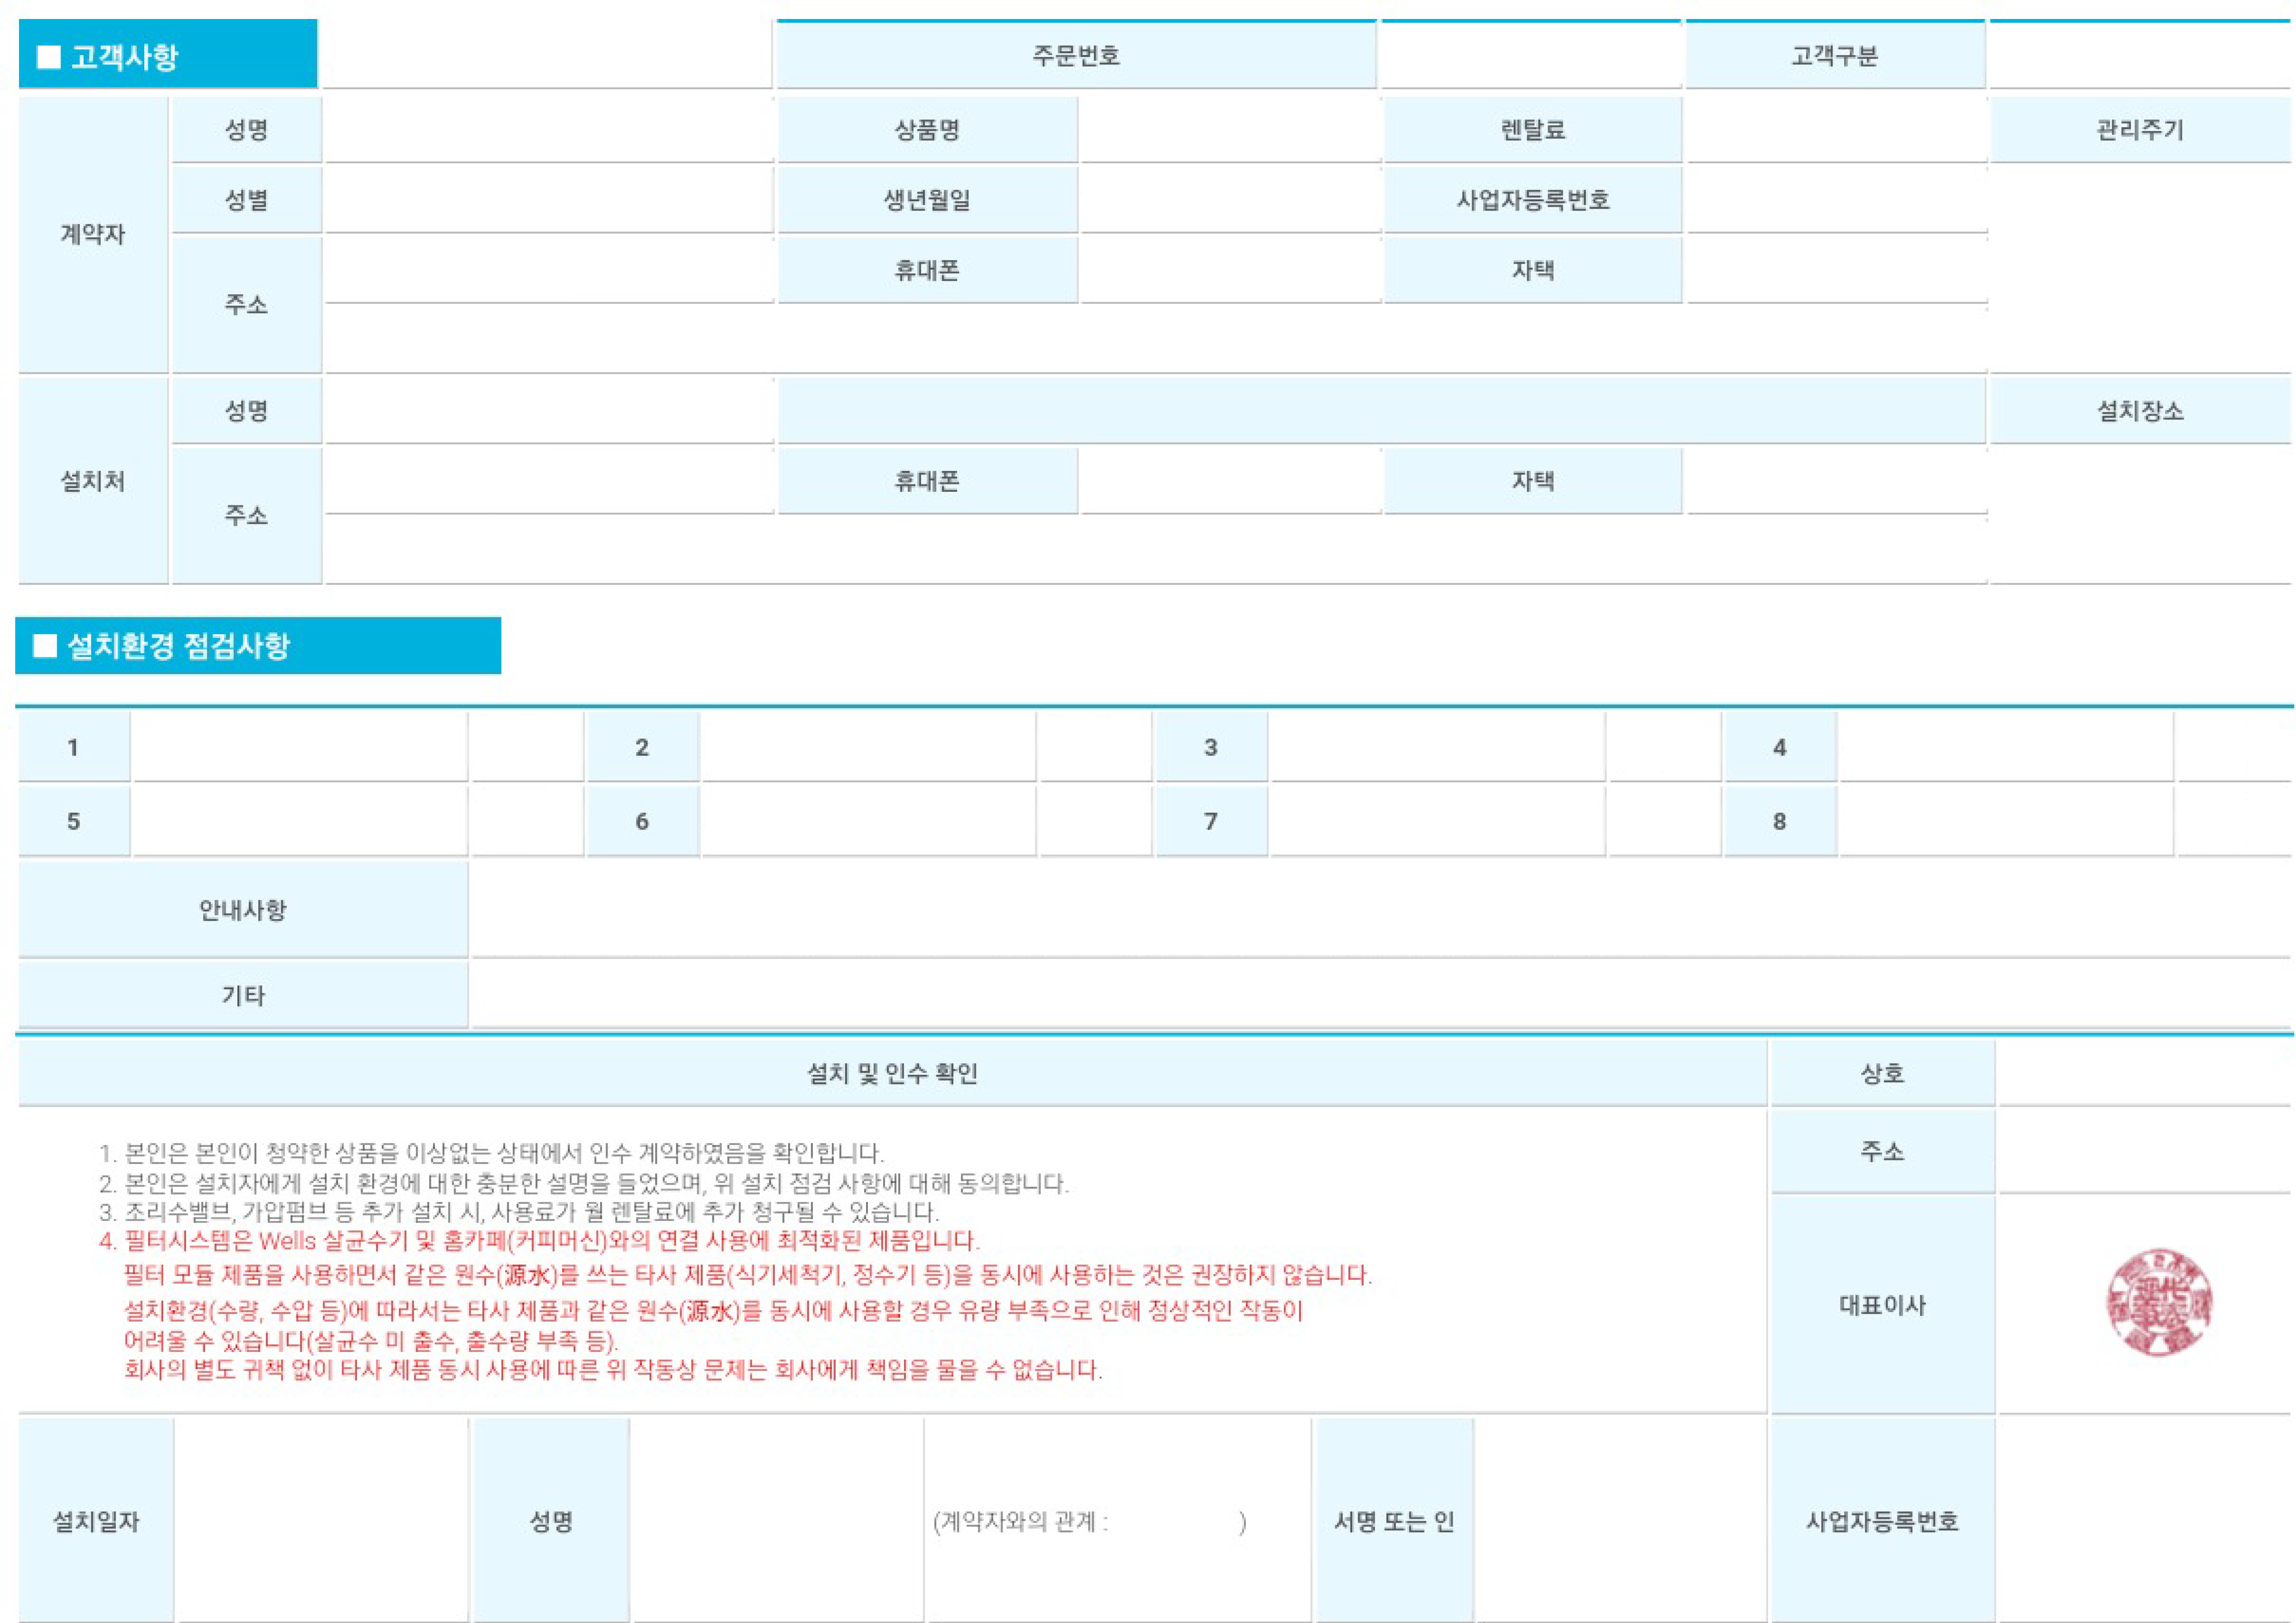 ■ 고객사항 주문번호 고객구분
성명 상품명 렌탈료 관리주기
성별 생년월일 사업자등록번호
계약자
휴대폰 자택
주소
성명 설치장소
설치처 휴대폰 자택
주소
■ 설치환경 점검사항
1 2 3 4
5 6 7 8
안내사항
기타
설치 및 인수 확인 상호
1. 본인은 본인이 청약한 상품을 이상없는 상태에서 인수 계약하였음을 확인합니다.
주소
2. 본인은 설치자에게 설치 환경에 대한 충분한 설명을 들었으며, 위 설치 점검 사항에 대해 동의합니다.
3. 조리수밸브, 가압펌브 등 추가 설치 시, 사용료가 월 렌탈료에 추가 청구될 수 있습니다.
4. 필터시스템은 Wells 살균수기 및 홈카페(커피머신)와의 연결 사용에 최적화된 제품입니다.
필터 모듈 제품을 사용하면서 같은 원수(源水)를 쓰는 타사 제품(식기세척기, 정수기 등)을 동시에 사용하는 것은 권장하지 않습니다.
설치환경(수량, 수압 등)에 따라서는 타사 제품과 같은 원수(源水)를 동시에 사용할 경우 유량 부족으로 인해 정상적인 작동이
대표이사
어려울 수 있습니다(살균수 미 출수, 출수량 부족 등).
회사의 별도 귀책 없이 타사 제품 동시 사용에 따른 위 작동상 문제는 회사에게 책임을 물을 수 없습니다.
설치일자 성명 (계약자와의 관계 : ) 서명 또는 인 사업자등록번호